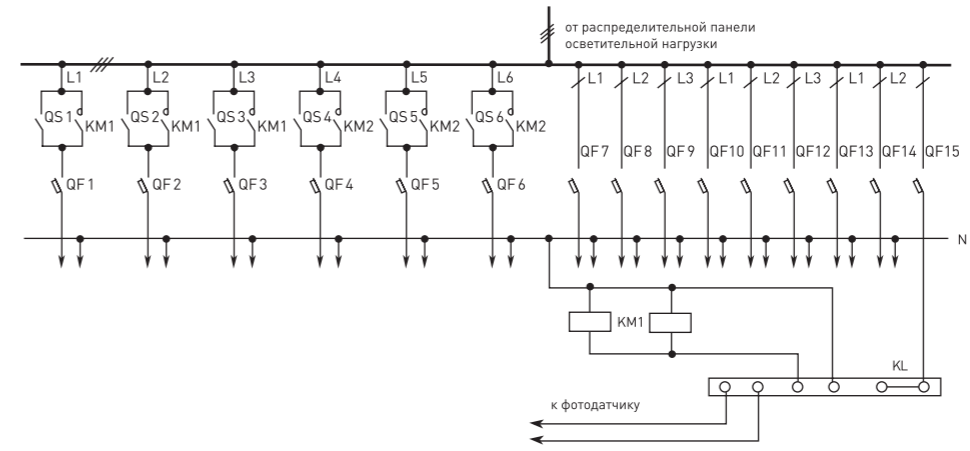 от распределительной панели
осветительной нагрузки
L1 L2 L3 L4 L5 L6 L1 L2 L3 L1 L2 L3 L1 L2
QS1 KM1 QS2 KM1 QS3 KM1 QS4 KM2 QS5 KM2 QS6 KM2
QF7 QF8 QF9 QF10 QF11 QF12 QF13 QF14 QF15
QF1 QF2 QF3 QF4 QF5 QF6
N
KM1
KL
к фотодатчику